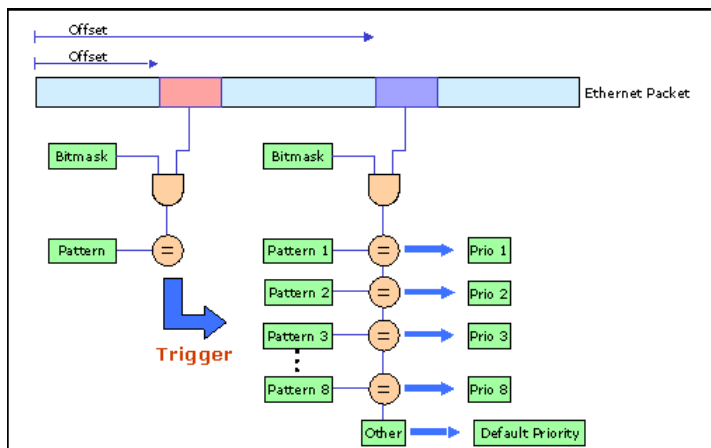 Offset
Offset
Ethernet Packet
Bitmask
Bitmask
Pattern
=
Pattern 1
=
Prio 1
Pattern 2
=
Prio 2
Trigger
Pattern 3
=
Prio 3
Pattern 8
=
Prio 8
Other
Default Priority